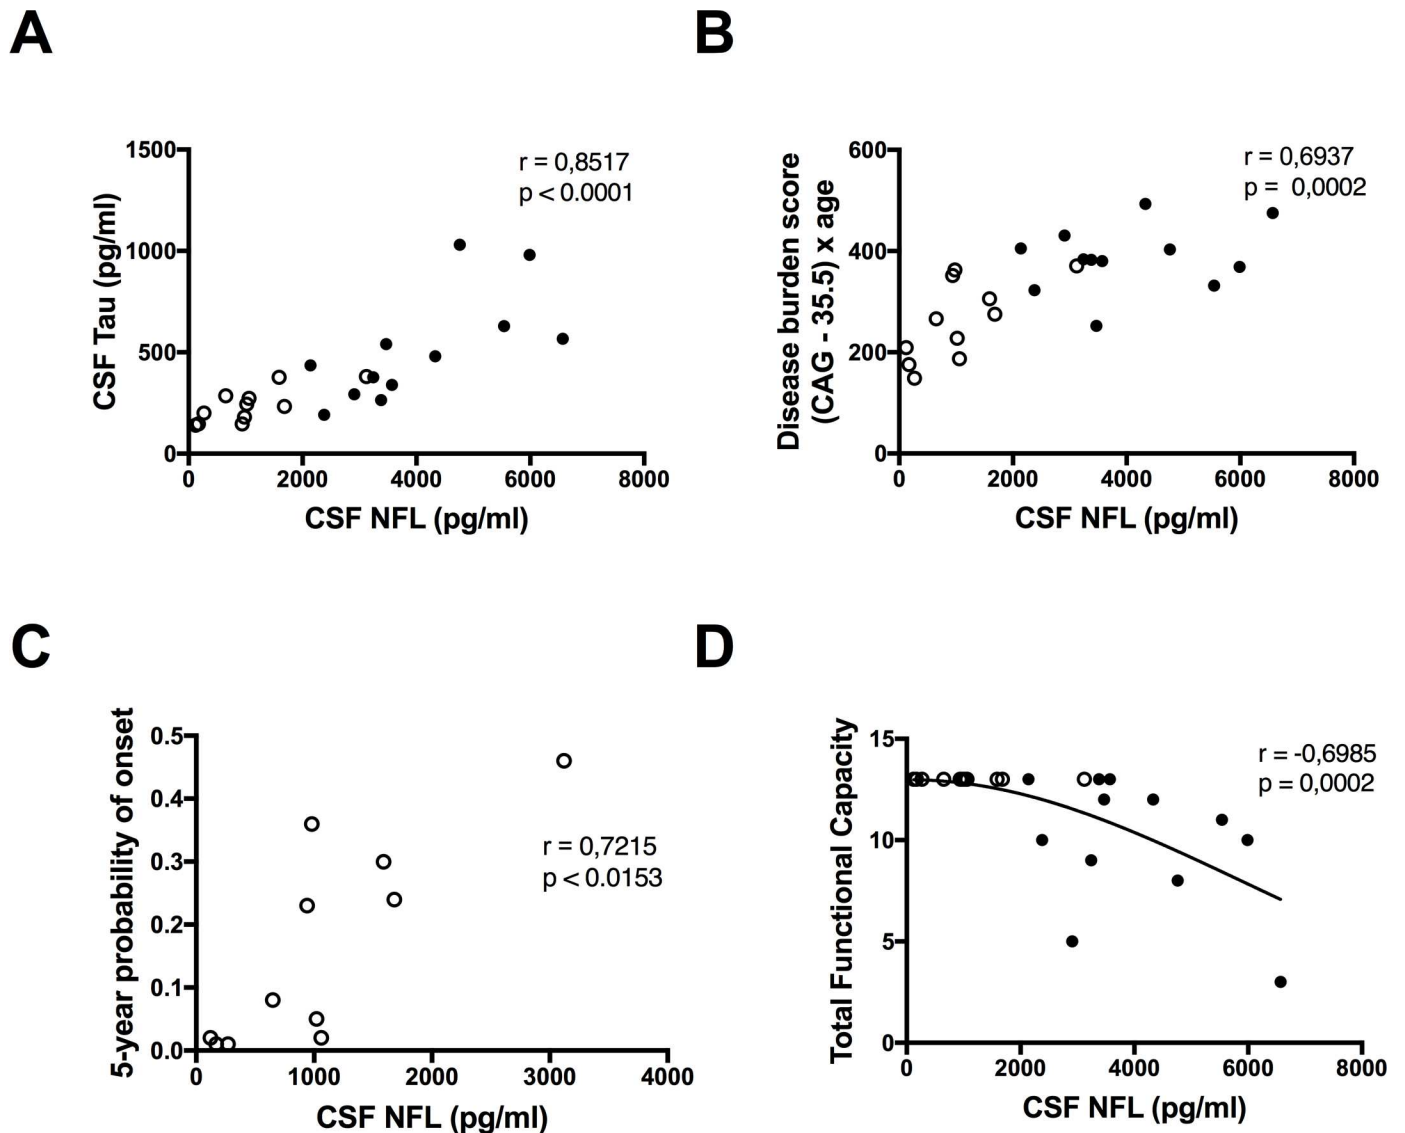 A
1500
1000
500
0
CSF Tau (pg/ml)
r = 0,8517
p < 0.0001
0 2000 4000 6000 8000
CSF NFL (pg/ml)
B
600
400
200
0
Disease burden score
(CAG - 35.5) x age
r = 0,6937
p = 0,0002
0 2000 4000 6000 8000
CSF NFL (pg/ml)
C
0.5
0.4
0.3
0.2
0.1
0.0
5-year probability of onset
r = 0,7215
p < 0.0153
0 1000 2000 3000 4000
CSF NFL (pg/ml)
D
15
10
5
0
Total Functional Capacity
r = -0,6985
p = 0,0002
0 2000 4000 6000 8000
CSF NFL (pg/ml)